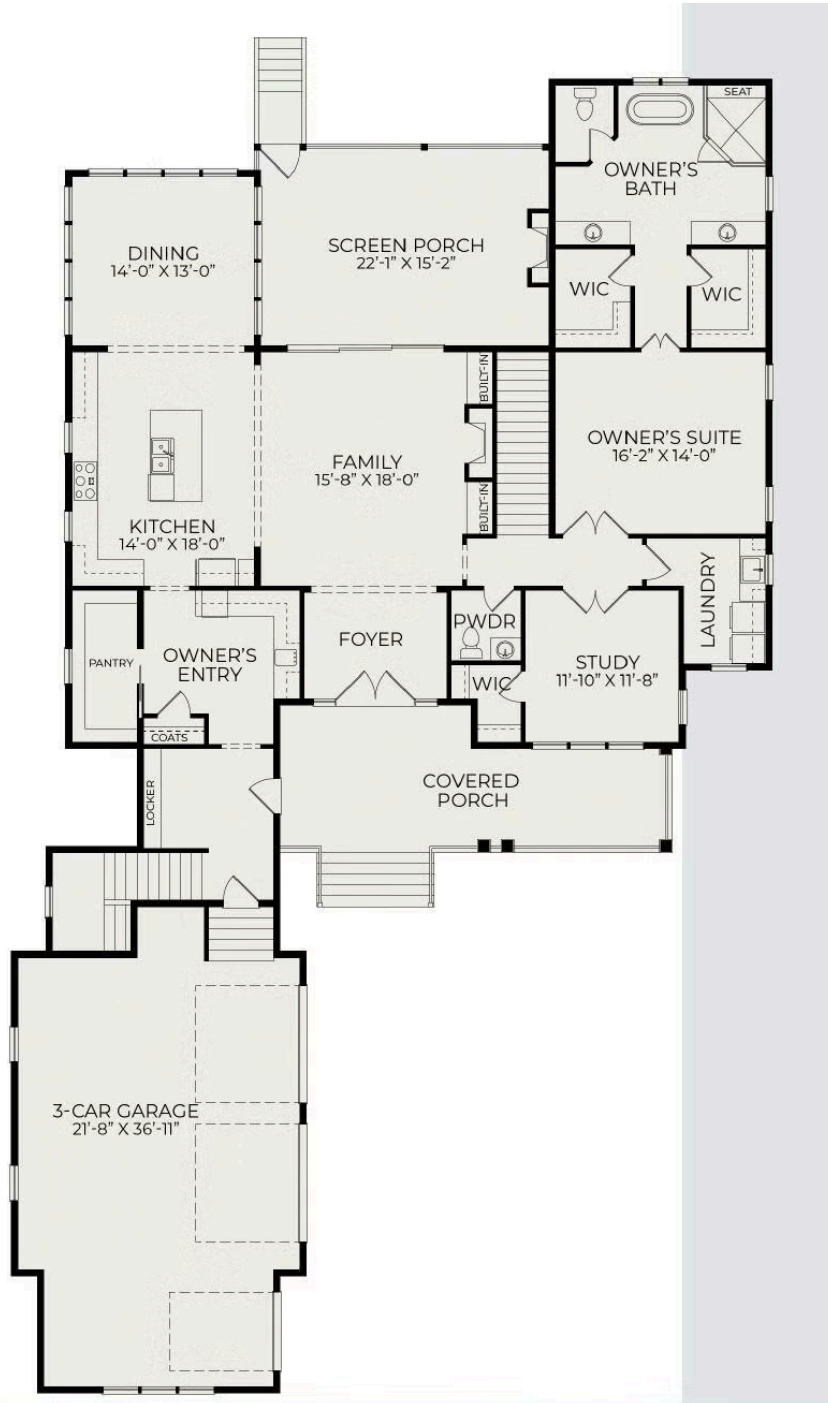 SEAT
OWNER'S
BATH
DINING
14'-0" X 13'-0"
SCREEN PORCH
22'-1" X 15'-2"
WIC
WIC
BUILT-IN
OWNER'S SUITE
16'-2" X 14'-0"
FAMILY
15'-8" X 18'-0"
KITCHEN
14'-0" X 18'-0"
BUILT-IN
LAUNDRY
PANTRY
OWNER'S
ENTRY
FOYER
PWDR
STUDY
11'-10" X 11'-8"
WIC
COATS
LOCKER
COVERED
PORCH
3-CAR GARAGE
21'-8" X 36'-11"